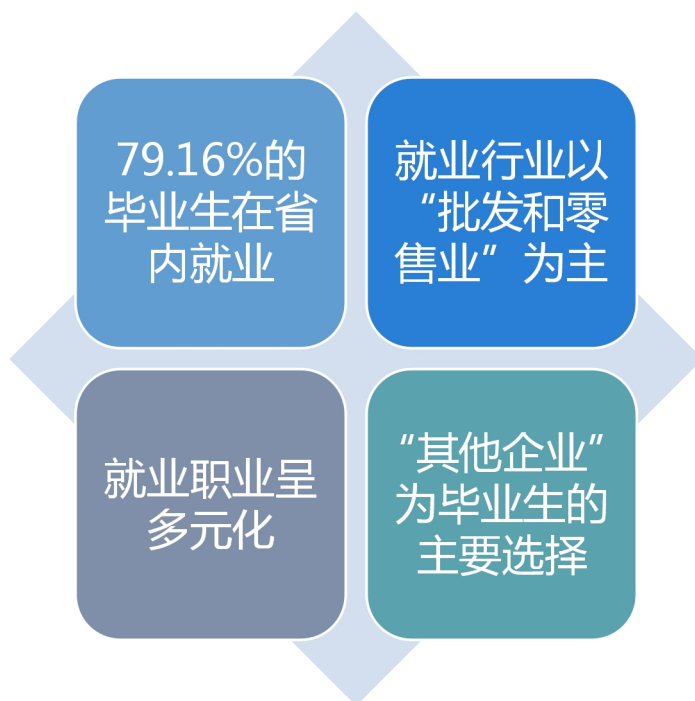 79.16%的
毕业生在省
内就业
就业行业以
“批发和零
售业”为主
就业职业呈
多元化
“其他企业”
为毕业生的
主要选择